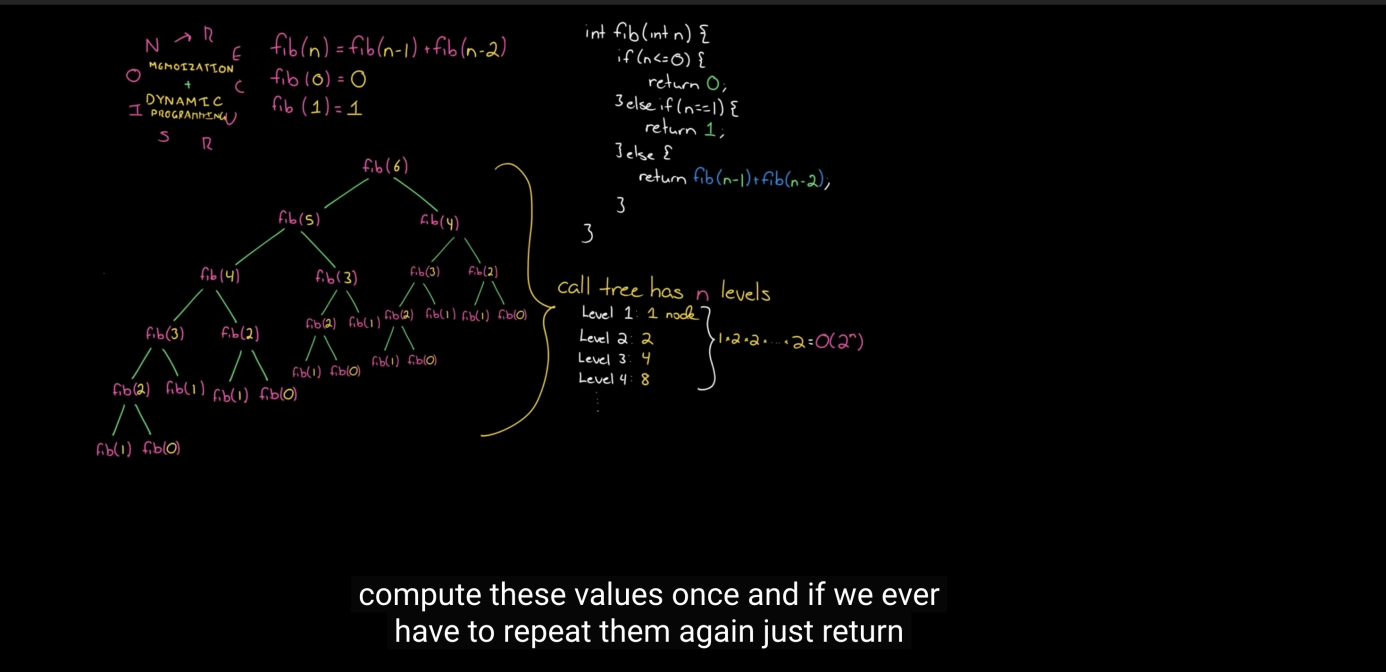 RECURSION
MEMOIZATION
+
DYNAMIC
PROGRAMMING
fib(n) = fib(n-1) + fib(n-2)
fib(0) = 0
fib(1) = 1
fib(6)
fib(5) fib(4)
fib(4) fib(3) fib(3) fib(2)
fib(3) fib(2) fib(2) fib(1) fib(2) fib(1) fib(1) fib(0)
fib(2) fib(1) fib(1) fib(0) fib(1) fib(0) fib(1) fib(0)
fib(1) fib(0)
int fib(int n) {
if(n<=0) {
return 0;
}else if(n==1) {
return 1;
}else {
return fib(n-1)+fib(n-2);
}
}
call tree has n levels
Level 1: 1 node
Level 2: 2
Level 3: 4
Level 4: 8
1·2·2·...·2=O(2ⁿ)
compute these values once and if we ever
have to repeat them again just return